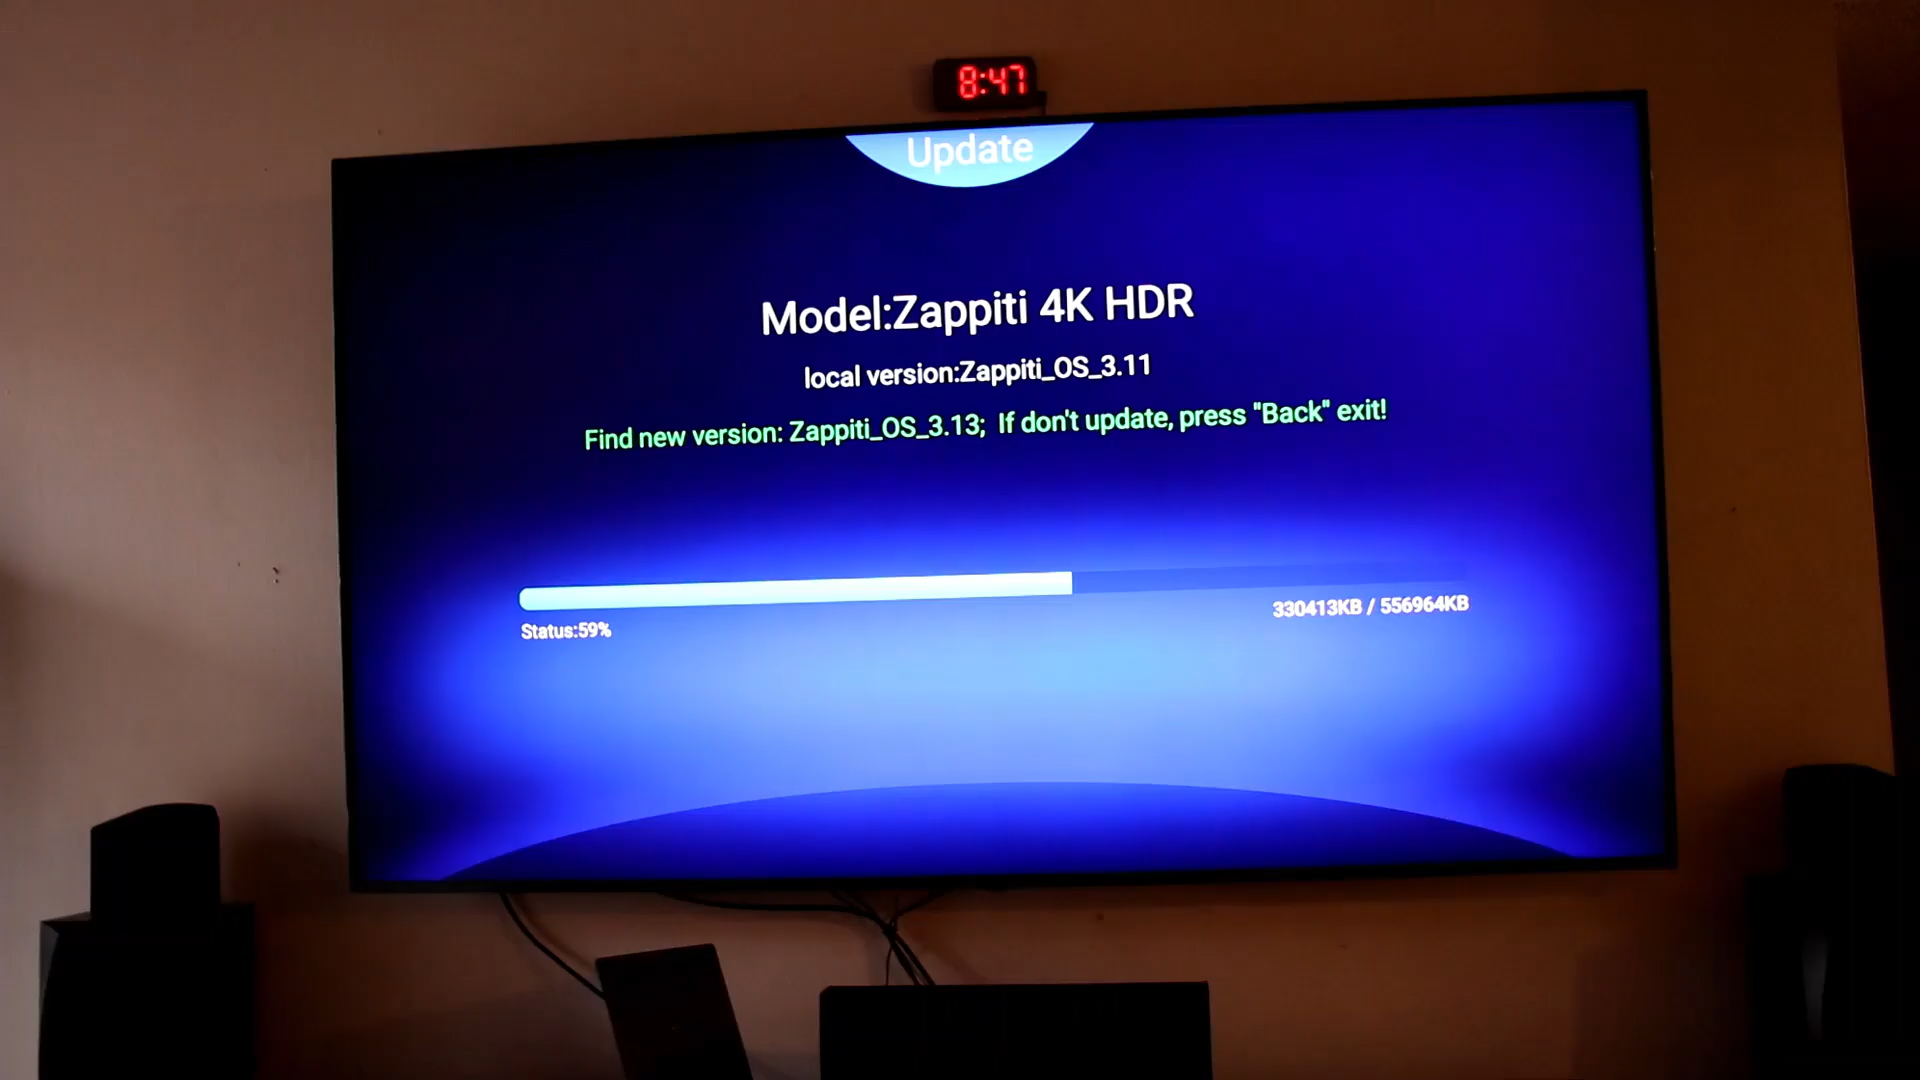 8:47
Update
Model:Zappiti 4K HDR
local version:Zappiti_OS_3.11
Find new version: Zappiti_OS_3.13;  If don't update, press "Back" exit!
330413KB / 556964KB
Status:59%